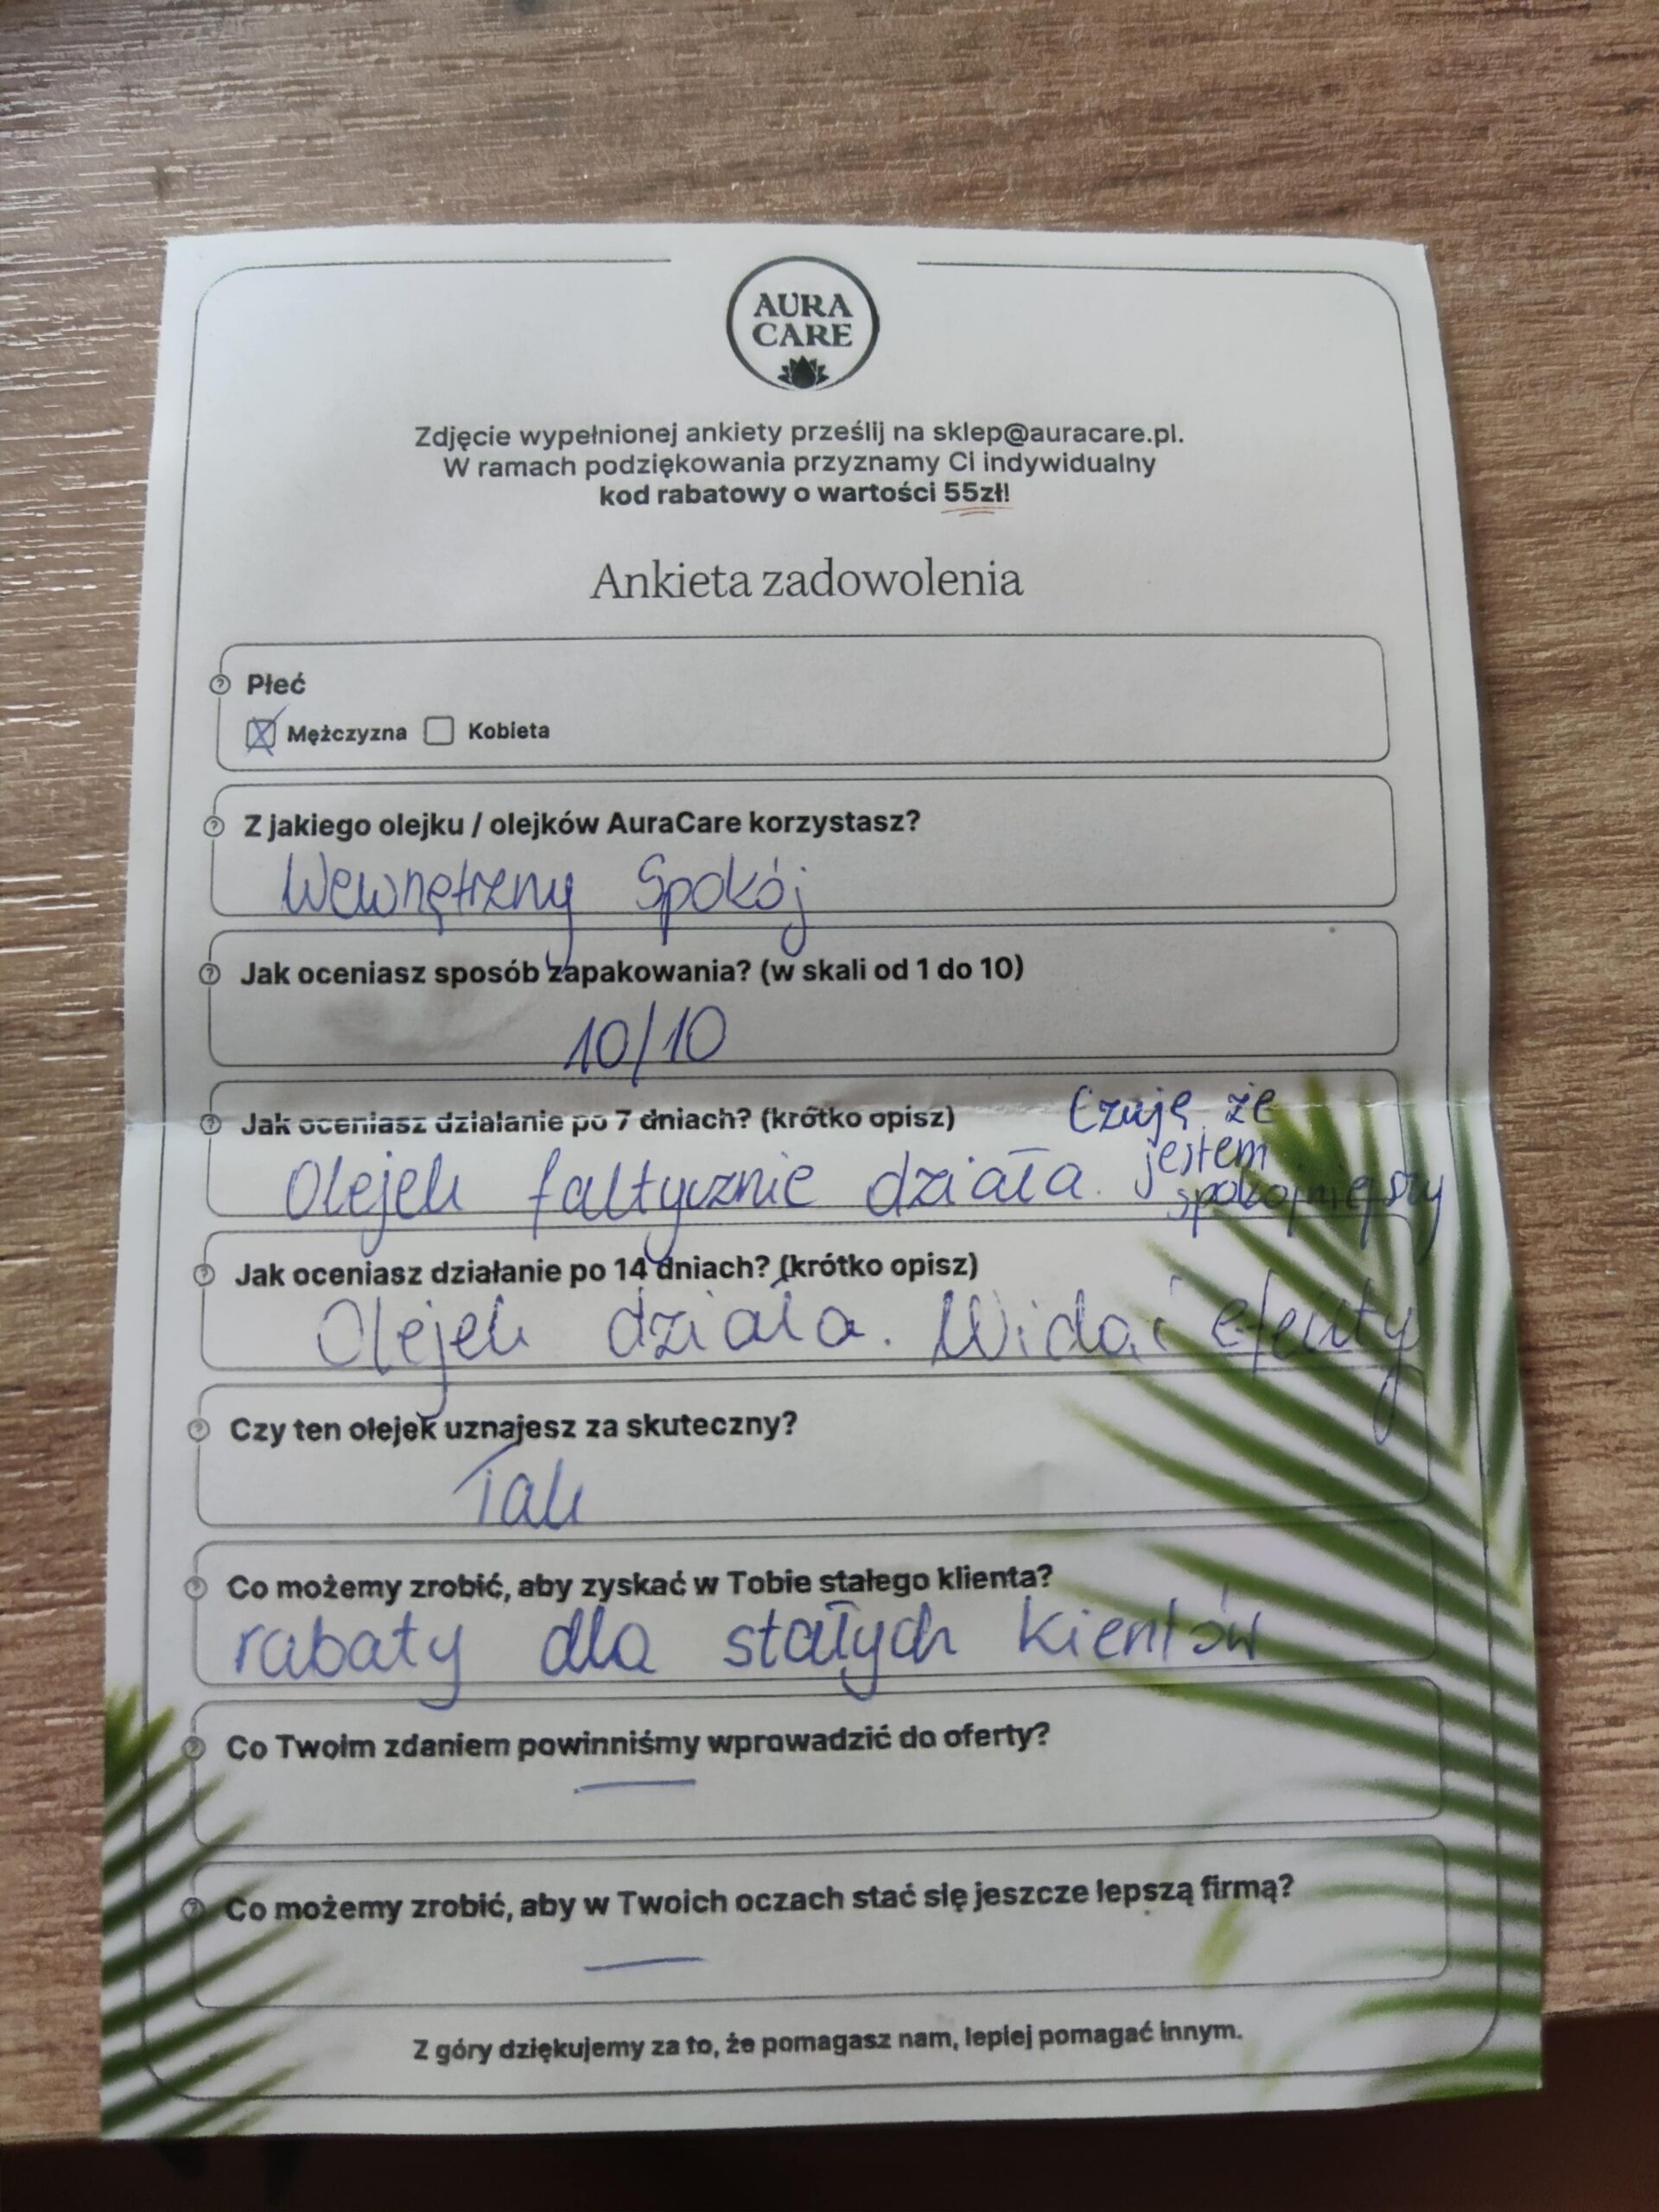 AURA
CARE
Zdjęcie wypełnionej ankiety prześlij na sklep@auracare.pl.
W ramach podziękowania przyznamy Ci indywidualny
kod rabatowy o wartości 55zł!
Ankieta zadowolenia
Płeć
Mężczyzna Kobieta
Z jakiego olejku / olejków AuraCare korzystasz?
Wewnętrzny Spokój
Jak oceniasz sposób zapakowania? (w skali od 1 do 10)
10/10
Jak oceniasz działanie po 7 dniach? (krótko opisz)
Olejek faktycznie działa. Czuję że
jestem
spokojniejszy
Jak oceniasz działanie po 14 dniach? (krótko opisz)
Olejek działa. Widać efekty
Czy ten olejek uznajesz za skuteczny?
Tak
Co możemy zrobić, aby zyskać w Tobie stałego klienta?
rabaty dla stałych kientów
Co Twoim zdaniem powinniśmy wprowadzić do oferty?
—
Co możemy zrobić, aby w Twoich oczach stać się jeszcze lepszą firmą?
—
Z góry dziękujemy za to, że pomagasz nam, lepiej pomagać innym.